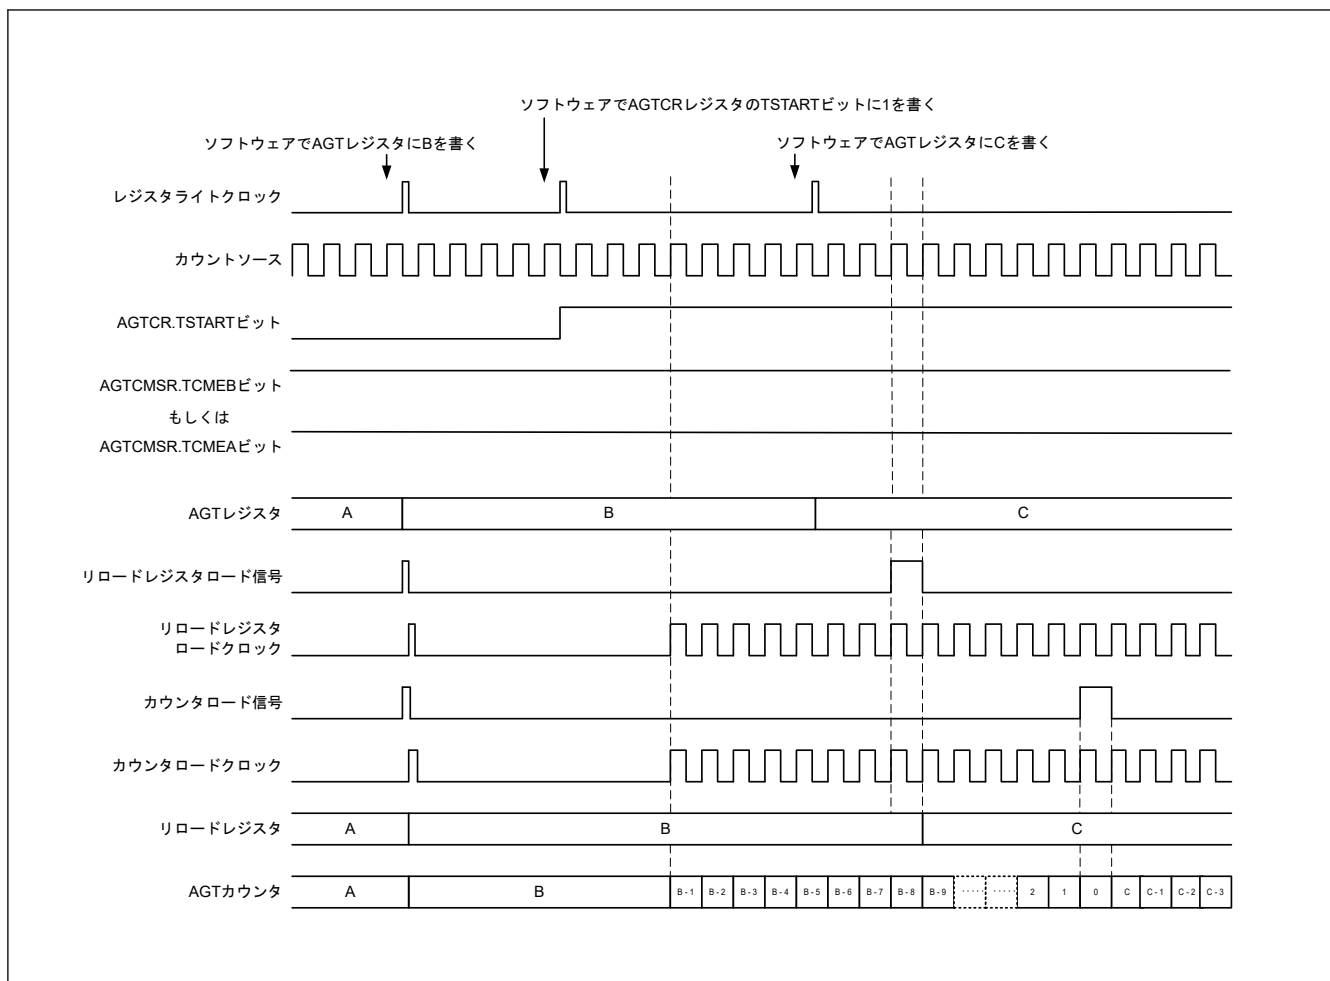 ソフトウェアでAGTCRレジスタのTSTARTビットに1を書く
ソフトウェアでAGTレジスタにBを書く
ソフトウェアでAGTレジスタにCを書く
レジスタライトクロック
カウントソース
AGTCR.TSTARTビット
AGTCMSR.TCMEBビット
もしくは
AGTCMSR.TCMEAビット
AGTレジスタ
A
B
C
リロードレジスタロード信号
リロードレジスタ
ロードクロック
カウンタロード信号
カウンタロードクロック
リロードレジスタ
A
B
C
AGTカウンタ
A
B
B-1
B-2
B-3
B-4
B-5
B-6
B-7
B-8
B-9
······
······
2
1
0
C
C-1
C-2
C-3